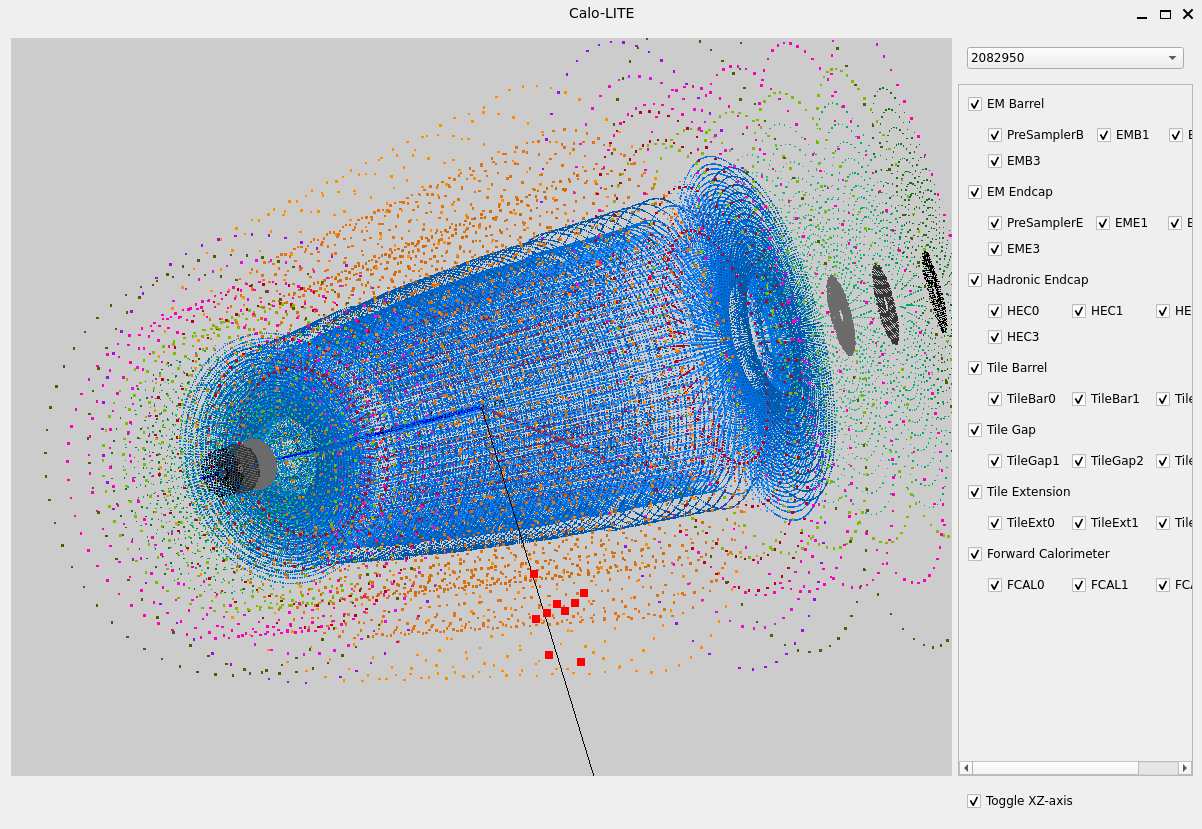 Calo-LITE
2082950
EM Barrel
PreSamplerB EMB1
EMB3
EM Endcap
PreSamplerE EME1
EME3
Hadronic Endcap
HEC0 HEC1 HE
HEC3
Tile Barrel
TileBar0 TileBar1 Tile
Tile Gap
TileGap1 TileGap2 Tile
Tile Extension
TileExt0 TileExt1 Tile
Forward Calorimeter
FCAL0 FCAL1 FCA
Toggle XZ-axis